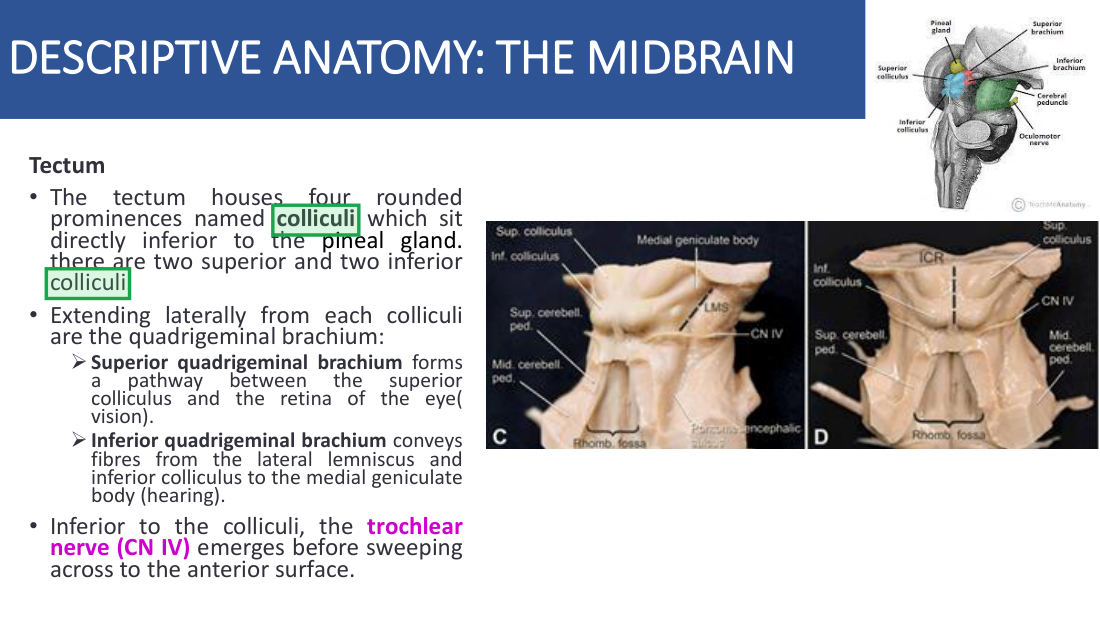 DESCRIPTIVE ANATOMY: THE MIDBRAIN
Pineal
gland
Superior
brachium
Superior
colliculus
Inferior
brachium
Cerebral
peduncle
Inferior
colliculus
Oculomotor
nerve
© TeachMeAnatomy
Tectum
• The tectum houses four rounded
prominences named colliculi which sit
directly inferior to the pineal gland.
there are two superior and two inferior
colliculi
• Extending laterally from each colliculi
are the quadrigeminal brachium:
➢ Superior quadrigeminal brachium forms
a pathway between the superior
colliculus and the retina of the eye(
vision).
➢ Inferior quadrigeminal brachium conveys
fibres from the lateral lemniscus and
inferior colliculus to the medial geniculate
body (hearing).
• Inferior to the colliculi, the trochlear
nerve (CN IV) emerges before sweeping
across to the anterior surface.
Sup. colliculus
Medial geniculate body
Inf. colliculus
LMS
Sup. cerebell.
ped.
CN IV
Mid. cerebell.
ped.
Pontomesencephalic
sulcus
C
Rhomb. fossa
Sup.
colliculus
ICR
Inf.
colliculus
CN IV
Sup. cerebell.
ped.
Mid.
cerebell.
ped.
D
Rhomb. fossa